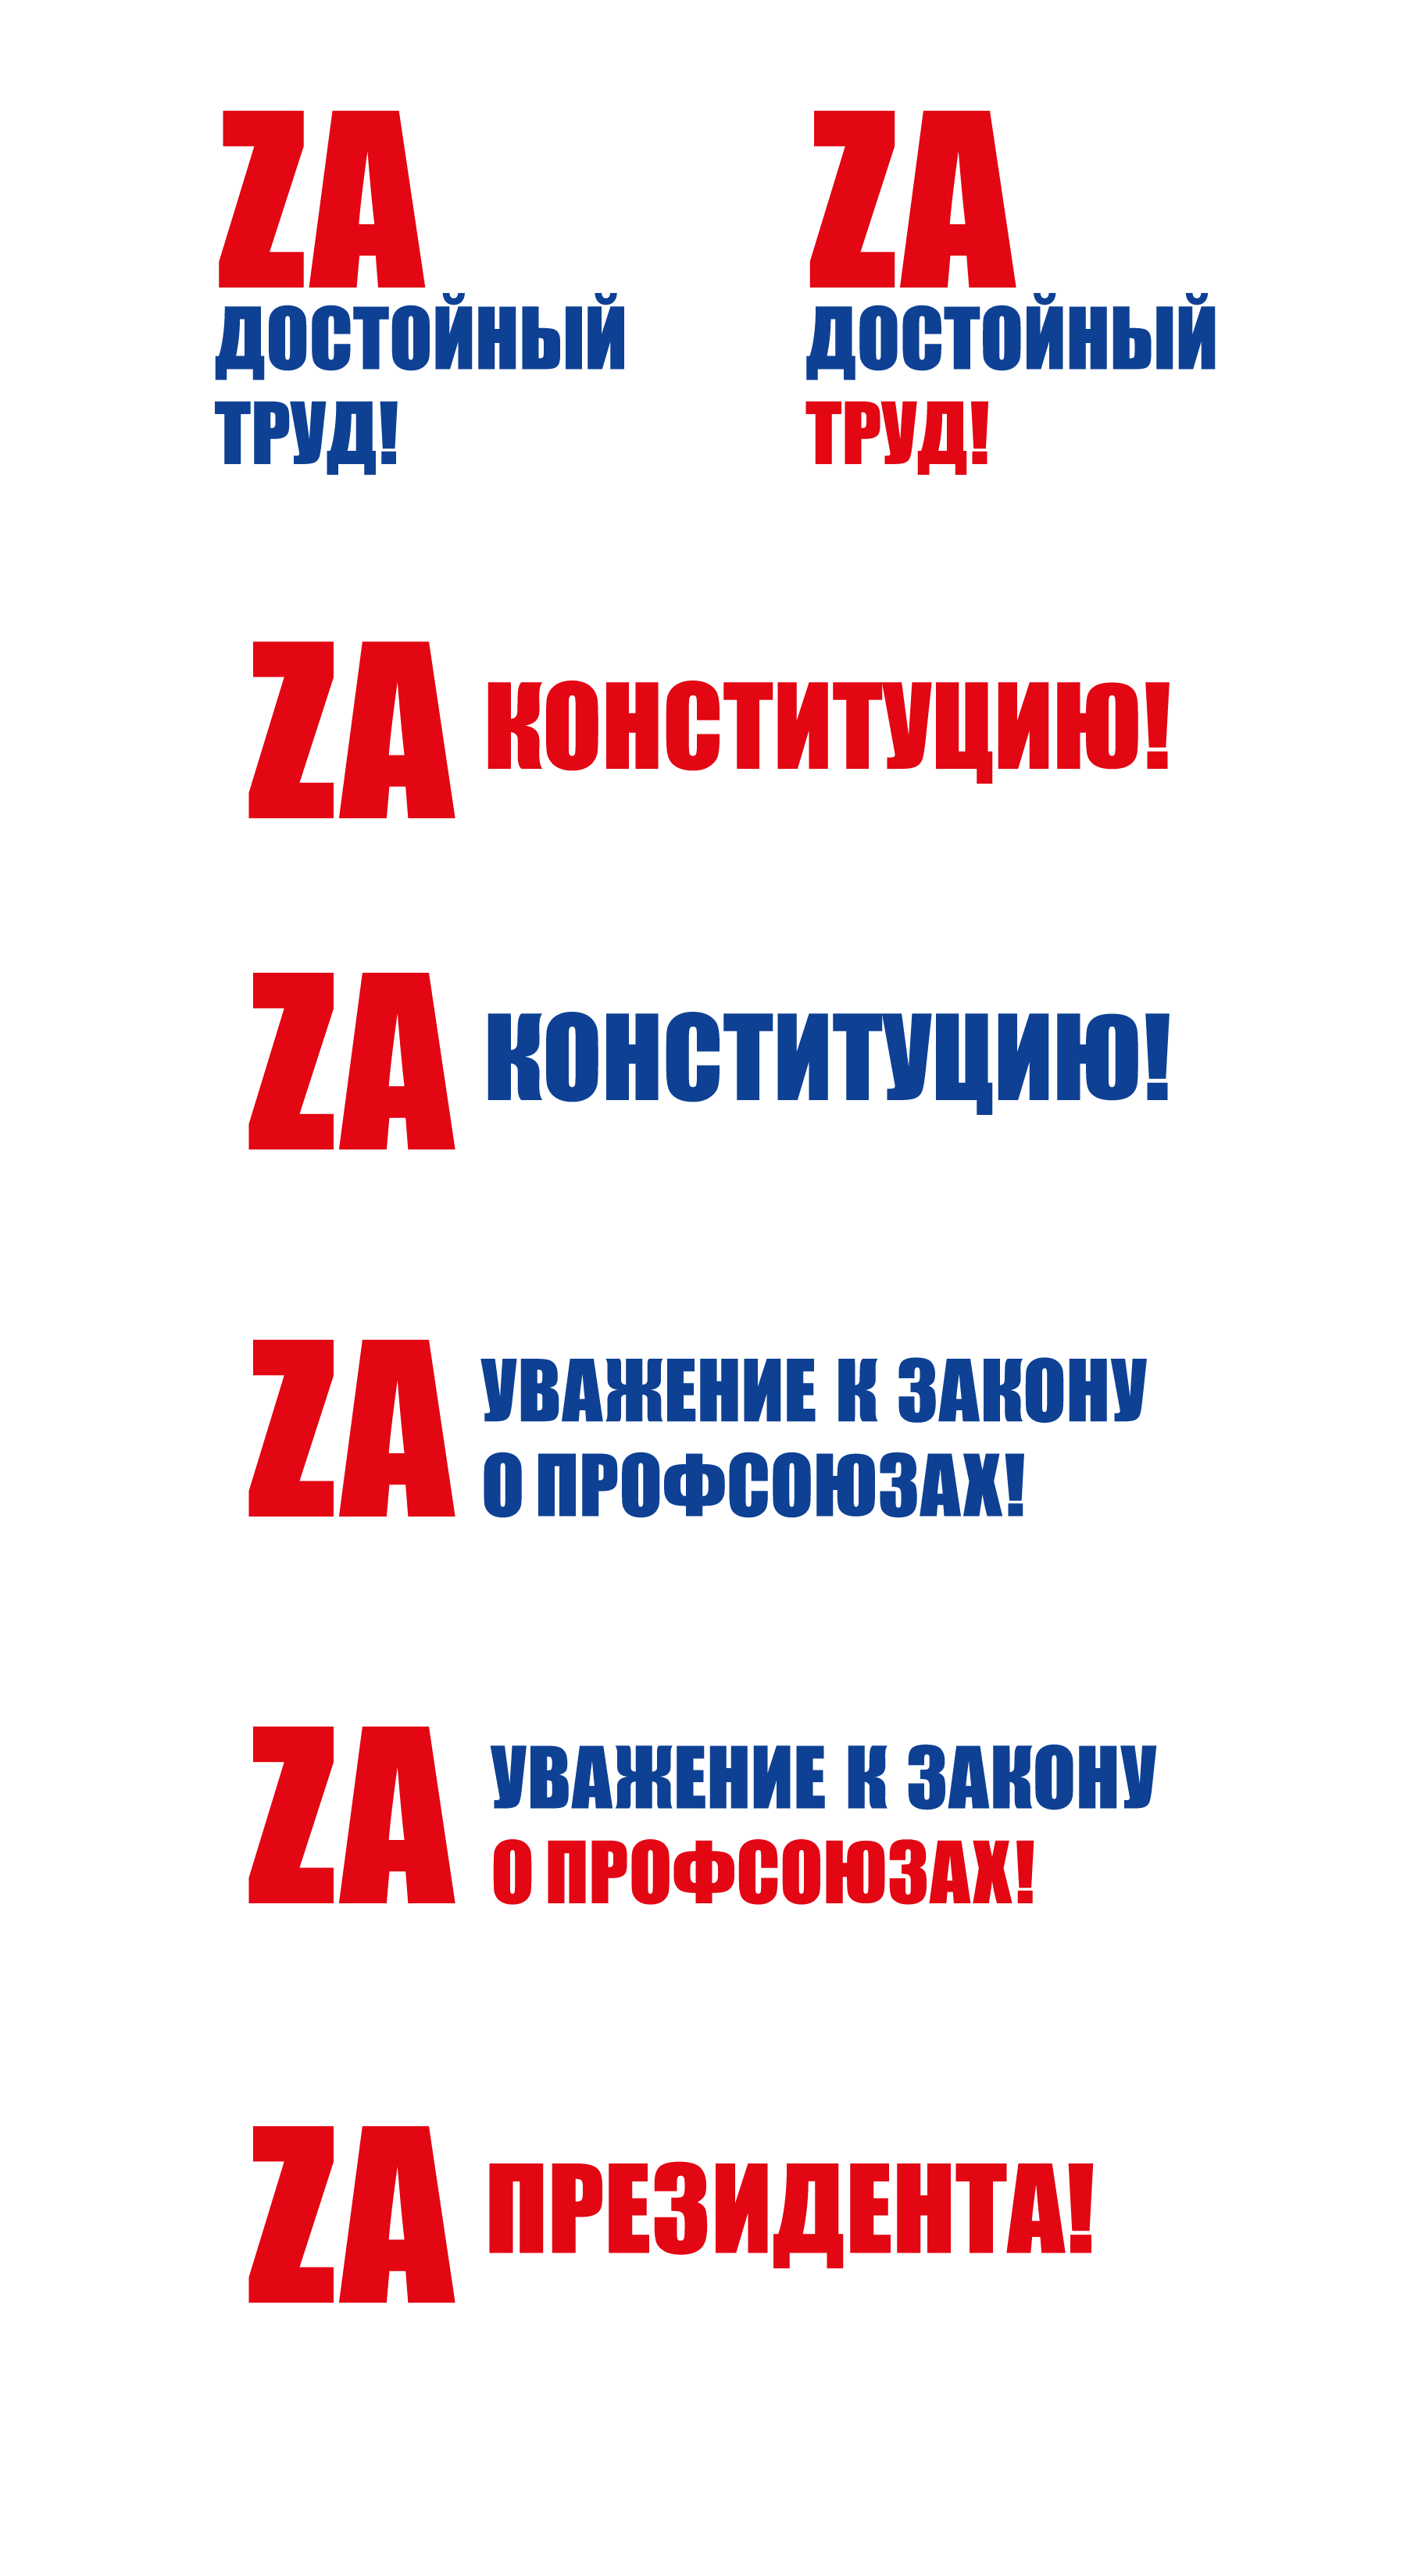 ZA
ДОСТОЙНЫЙ
ТРУД!
ZA
ДОСТОЙНЫЙ
ТРУД!
ZA КОНСТИТУЦИЮ!
ZA КОНСТИТУЦИЮ!
ZA УВАЖЕНИЕ К ЗАКОНУ
О ПРОФСОЮЗАХ!
ZA УВАЖЕНИЕ К ЗАКОНУ
О ПРОФСОЮЗАХ!
ZA ПРЕЗИДЕНТА!